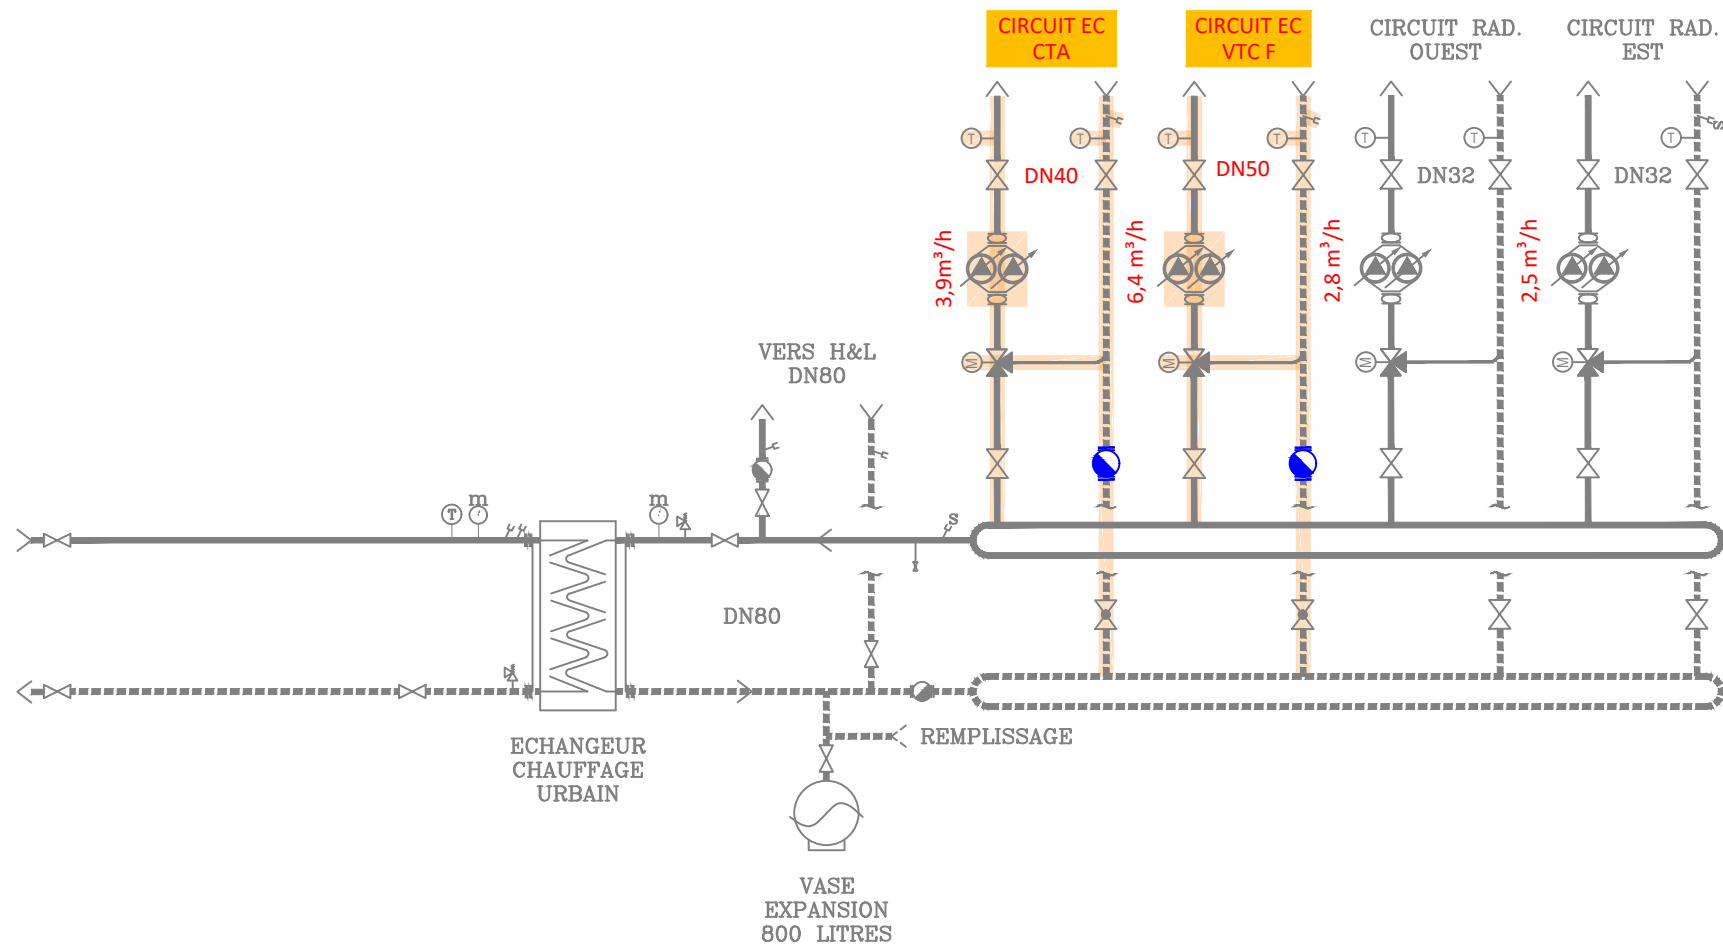 CIRCUIT EC
CTA
CIRCUIT EC
VTC F
CIRCUIT RAD.
OUEST
CIRCUIT RAD.
EST
T
T
T
T
T
T
T
S
DN40
DN50
DN32
DN32
3,9m³/h
6,4 m³/h
2,8 m³/h
2,5 m³/h
M
M
M
M
VERS H&L
DN80
m
m
T
S
DN80
REMPLISSAGE
ECHANGEUR
CHAUFFAGE
URBAIN
VASE
EXPANSION
800 LITRES